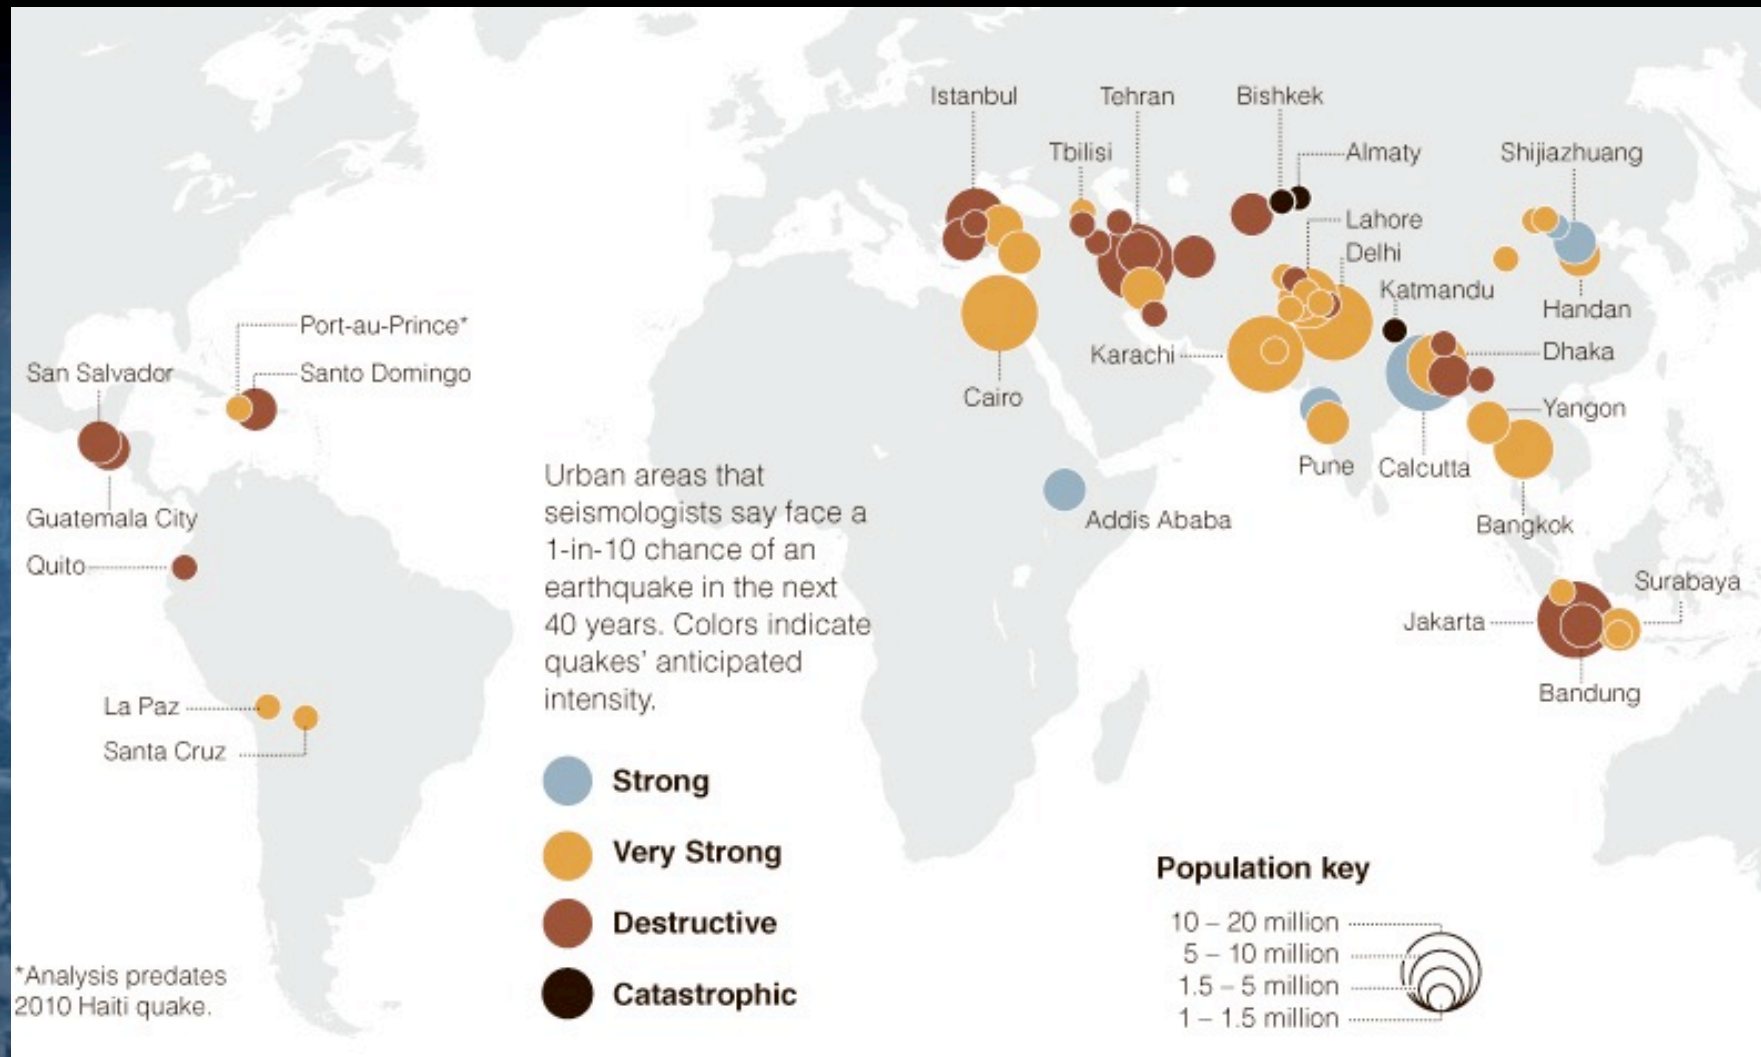 Istanbul
Tehran
Bishkek
Tbilisi
Almaty
Shijiazhuang
Lahore
Delhi
Katmandu
Handan
Port-au-Prince*
Karachi
Dhaka
San Salvador
Santo Domingo
Cairo
Yangon
Pune
Calcutta
Urban areas that
seismologists say face a
1-in-10 chance of an
earthquake in the next
40 years. Colors indicate
quakes’ anticipated
intensity.
Guatemala City
Addis Ababa
Bangkok
Quito
Surabaya
Jakarta
Bandung
La Paz
Santa Cruz
Strong
Very Strong
Destructive
Catastrophic
Population key
10 – 20 million
5 – 10 million
1.5 – 5 million
1 – 1.5 million
*Analysis predates
2010 Haiti quake.